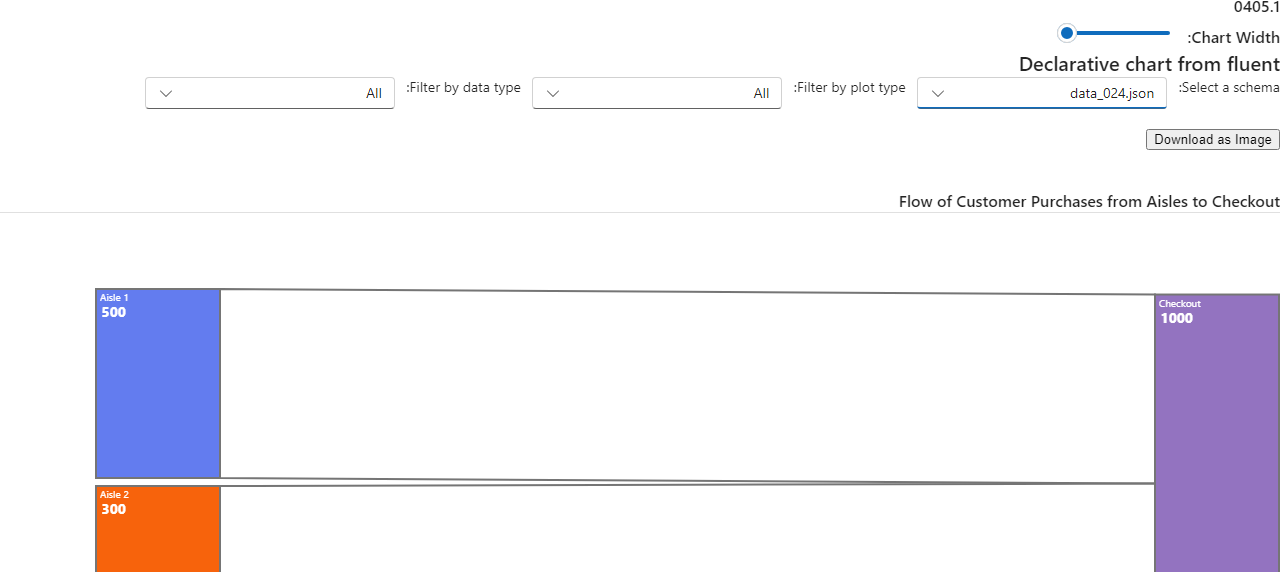 0405.1
:Chart Width
Declarative chart from fluent
:Select a schema
data_024.json
:Filter by plot type
All
:Filter by data type
All
Download as Image
Flow of Customer Purchases from Aisles to Checkout
Aisle 1
500
Checkout
1000
Aisle 2
300